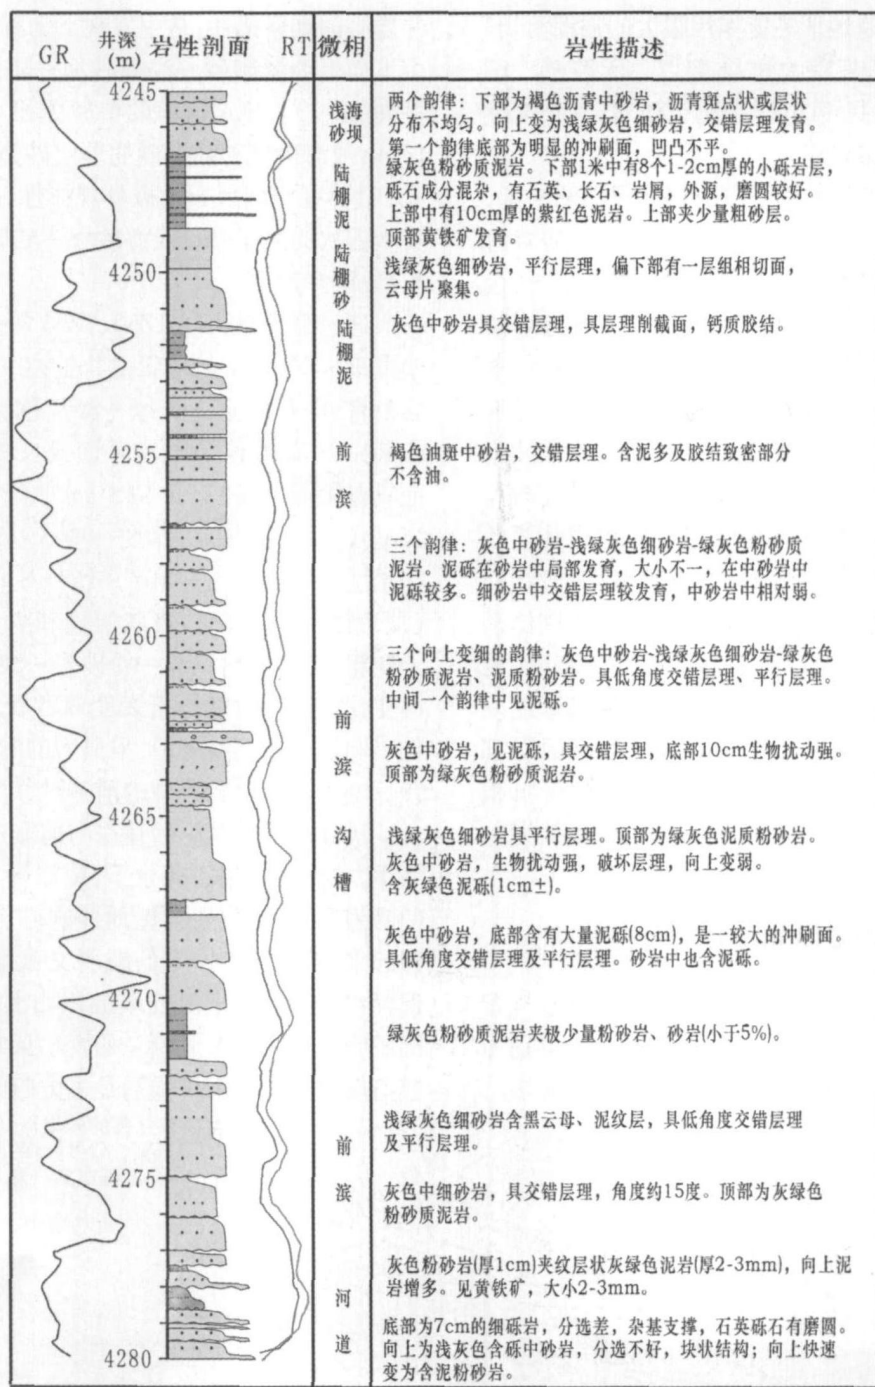 GR 井深(m) 岩性剖面 RT 微相 岩性描述
4245
4250
4255
4260
4265
4270
4275
4280
浅海
砂坝
陆
棚
泥
陆
棚
砂
陆
棚
泥
前
滨
前
滨
沟
槽
前
滨
河
道
两个韵律：下部为褐色沥青中砂岩，沥青斑点状或层状
分布不均匀。向上变为浅绿灰色细砂岩，交错层理发育。
第一个韵律底部为明显的冲刷面，凹凸不平。
绿灰色粉砂质泥岩。下部1米中有8个1-2cm厚的小砾岩层，
砾石成分混杂，有石英、长石、岩屑，外源，磨圆较好。
上部中有10cm厚的紫红色泥岩。上部夹少量粗砂层。
顶部黄铁矿发育。
浅绿灰色细砂岩，平行层理，偏下部有一层组相切面，
云母片聚集。
灰色中砂岩具交错层理，具层理削截面，钙质胶结。
褐色油斑中砂岩，交错层理。含泥多及胶结致密部分
不含油。
三个韵律：灰色中砂岩-浅绿灰色细砂岩-绿灰色粉砂质
泥岩。泥砾在砂岩中局部发育，大小不一，在中砂岩中
泥砾较多。细砂岩中交错层理较发育，中砂岩中相对弱。
三个向上变细的韵律：灰色中砂岩-浅绿灰色细砂岩-绿灰色
粉砂质泥岩、泥质粉砂岩。具低角度交错层理、平行层理。
中间一个韵律中见泥砾。
灰色中砂岩，见泥砾，具交错层理，底部10cm生物扰动强。
顶部为绿灰色粉砂质泥岩。
浅绿灰色细砂岩具平行层理。顶部为绿灰色泥质粉砂岩。
灰色中砂岩，生物扰动强，破坏层理，向上变弱。
含灰绿色泥砾(1cm±)。
灰色中砂岩，底部含有大量泥砾(8cm)，是一较大的冲刷面。
具低角度交错层理及平行层理。砂岩中也含泥砾。
绿灰色粉砂质泥岩夹极少量粉砂岩、砂岩(小于5%)。
浅绿灰色细砂岩含黑云母、泥纹层，具低角度交错层理
及平行层理。
灰色中细砂岩，具交错层理，角度约15度。顶部为灰绿色
粉砂质泥岩。
灰色粉砂岩(厚1cm)夹纹层状灰绿色泥岩(厚2-3mm)，向上泥
岩增多。见黄铁矿，大小2-3mm。
底部为7cm的细砾岩，分选差，杂基支撑，石英砾石有磨圆。
向上为浅灰色含砾中砂岩，分选不好，块状结构；向上快速
变为含泥粉砂岩。